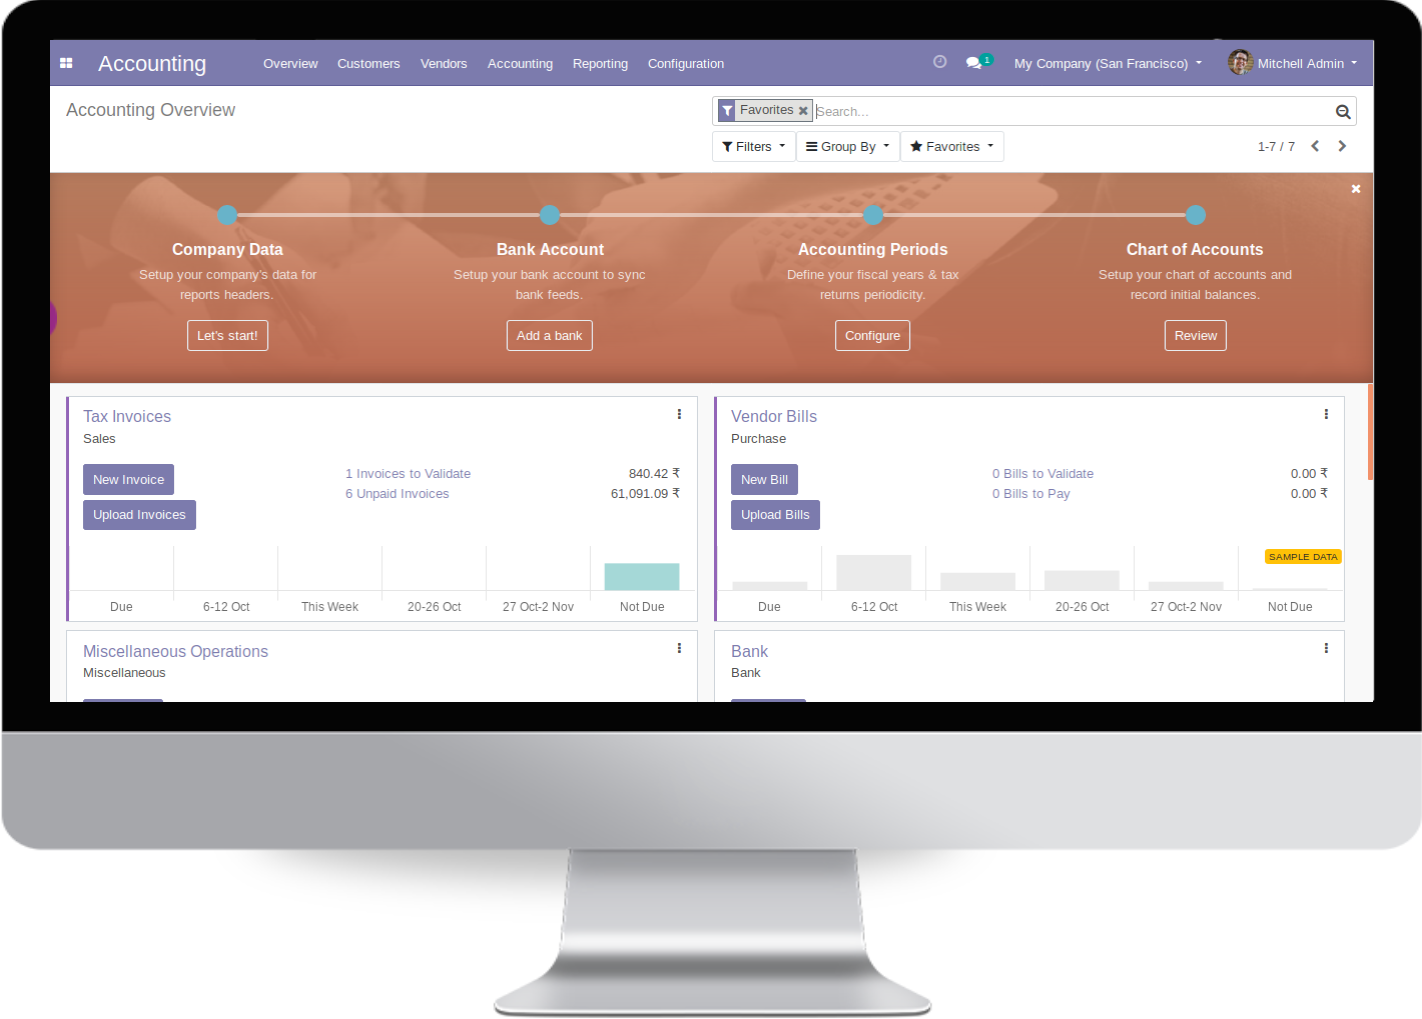 Accounting Overview Customers Vendors Accounting Reporting Configuration 1 My Company (San Francisco) Mitchell Admin
Accounting Overview
Favorites Search...
Filters Group By Favorites 1-7 / 7
Company Data Bank Account Accounting Periods Chart of Accounts
Setup your company's data for Setup your bank account to sync Define your fiscal years & tax Setup your chart of accounts and
reports headers. bank feeds. returns periodicity. record initial balances.
Let's start! Add a bank Configure Review
Tax Invoices
Sales
New Invoice 1 Invoices to Validate 840.42 ₹
6 Unpaid Invoices 61,091.09 ₹
Upload Invoices
Due 6-12 Oct This Week 20-26 Oct 27 Oct-2 Nov Not Due
Vendor Bills
Purchase
New Bill 0 Bills to Validate 0.00 ₹
0 Bills to Pay 0.00 ₹
Upload Bills
SAMPLE DATA
Due 6-12 Oct This Week 20-26 Oct 27 Oct-2 Nov Not Due
Miscellaneous Operations
Miscellaneous
Bank
Bank